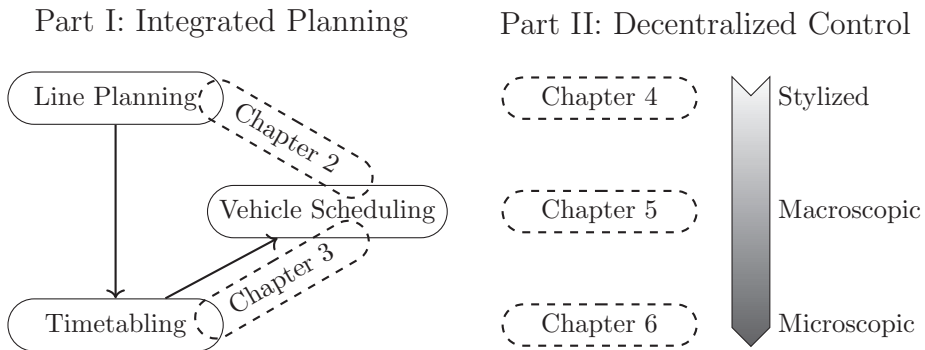 Part I: Integrated Planning
Line Planning
Chapter 2
Vehicle Scheduling
Chapter 3
Timetabling
Part II: Decentralized Control
Chapter 4
Stylized
Chapter 5
Macroscopic
Chapter 6
Microscopic